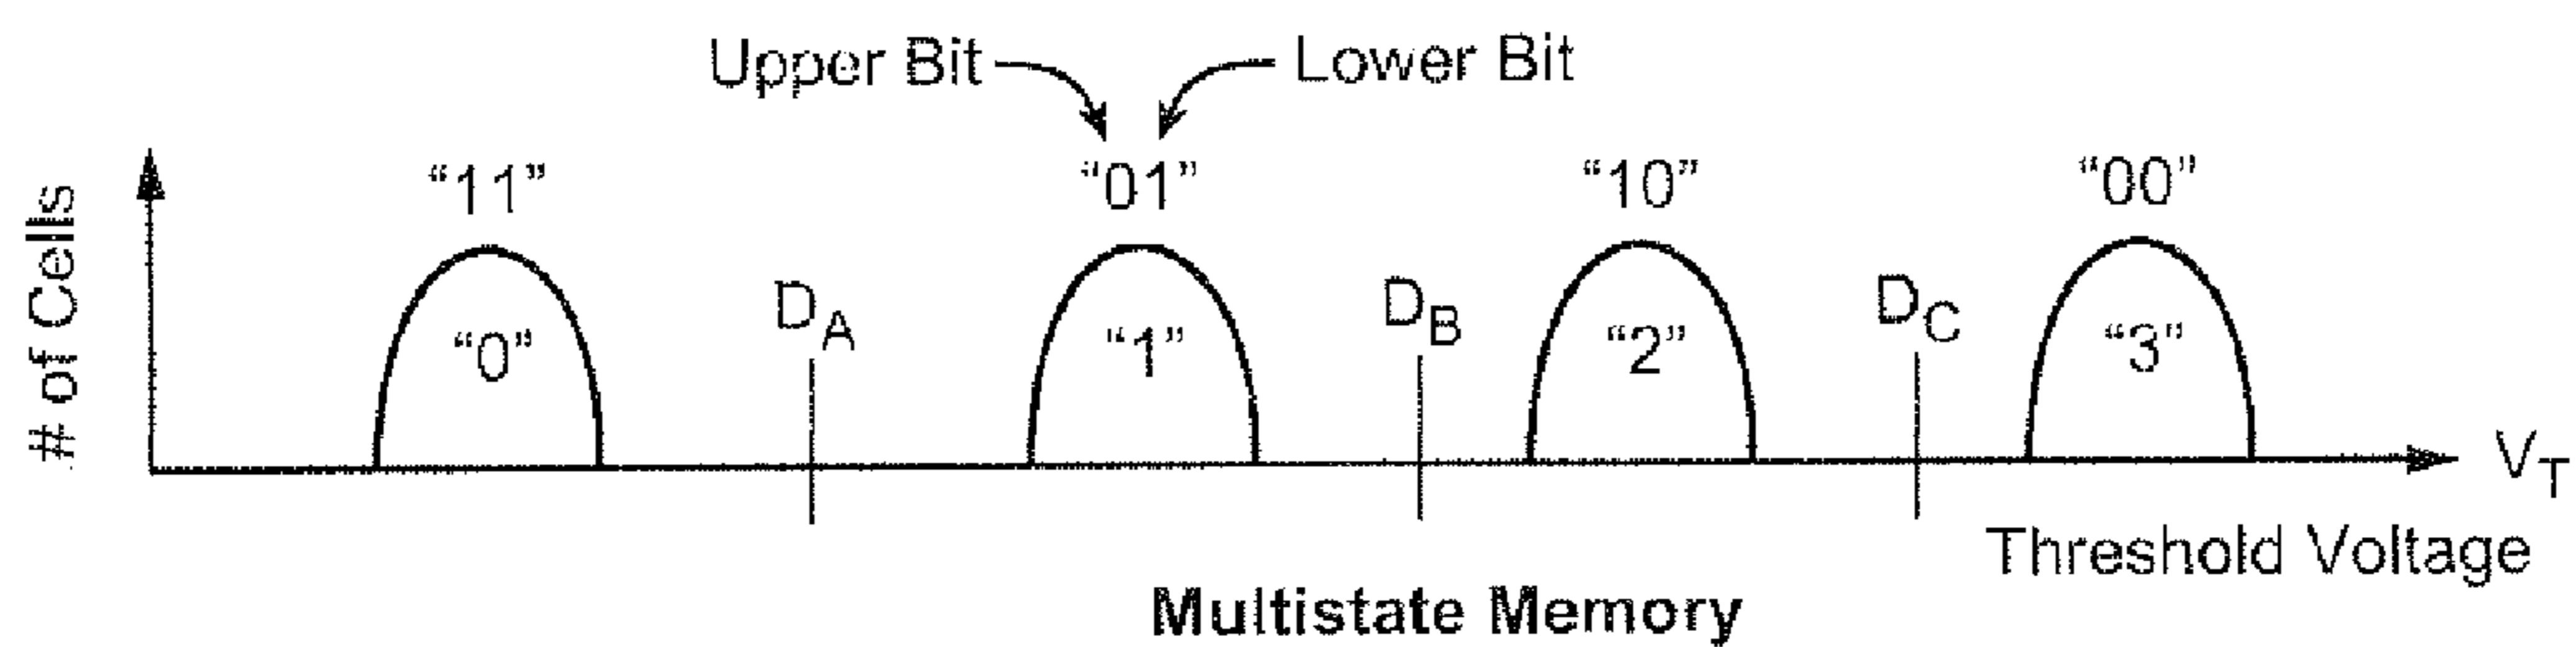 Upper Bit Lower Bit
"11" "01" "10" "00"
# of Cells
D_A D_B D_C
"0" "1" "2" "3"
V_T
Threshold Voltage
Multistate Memory